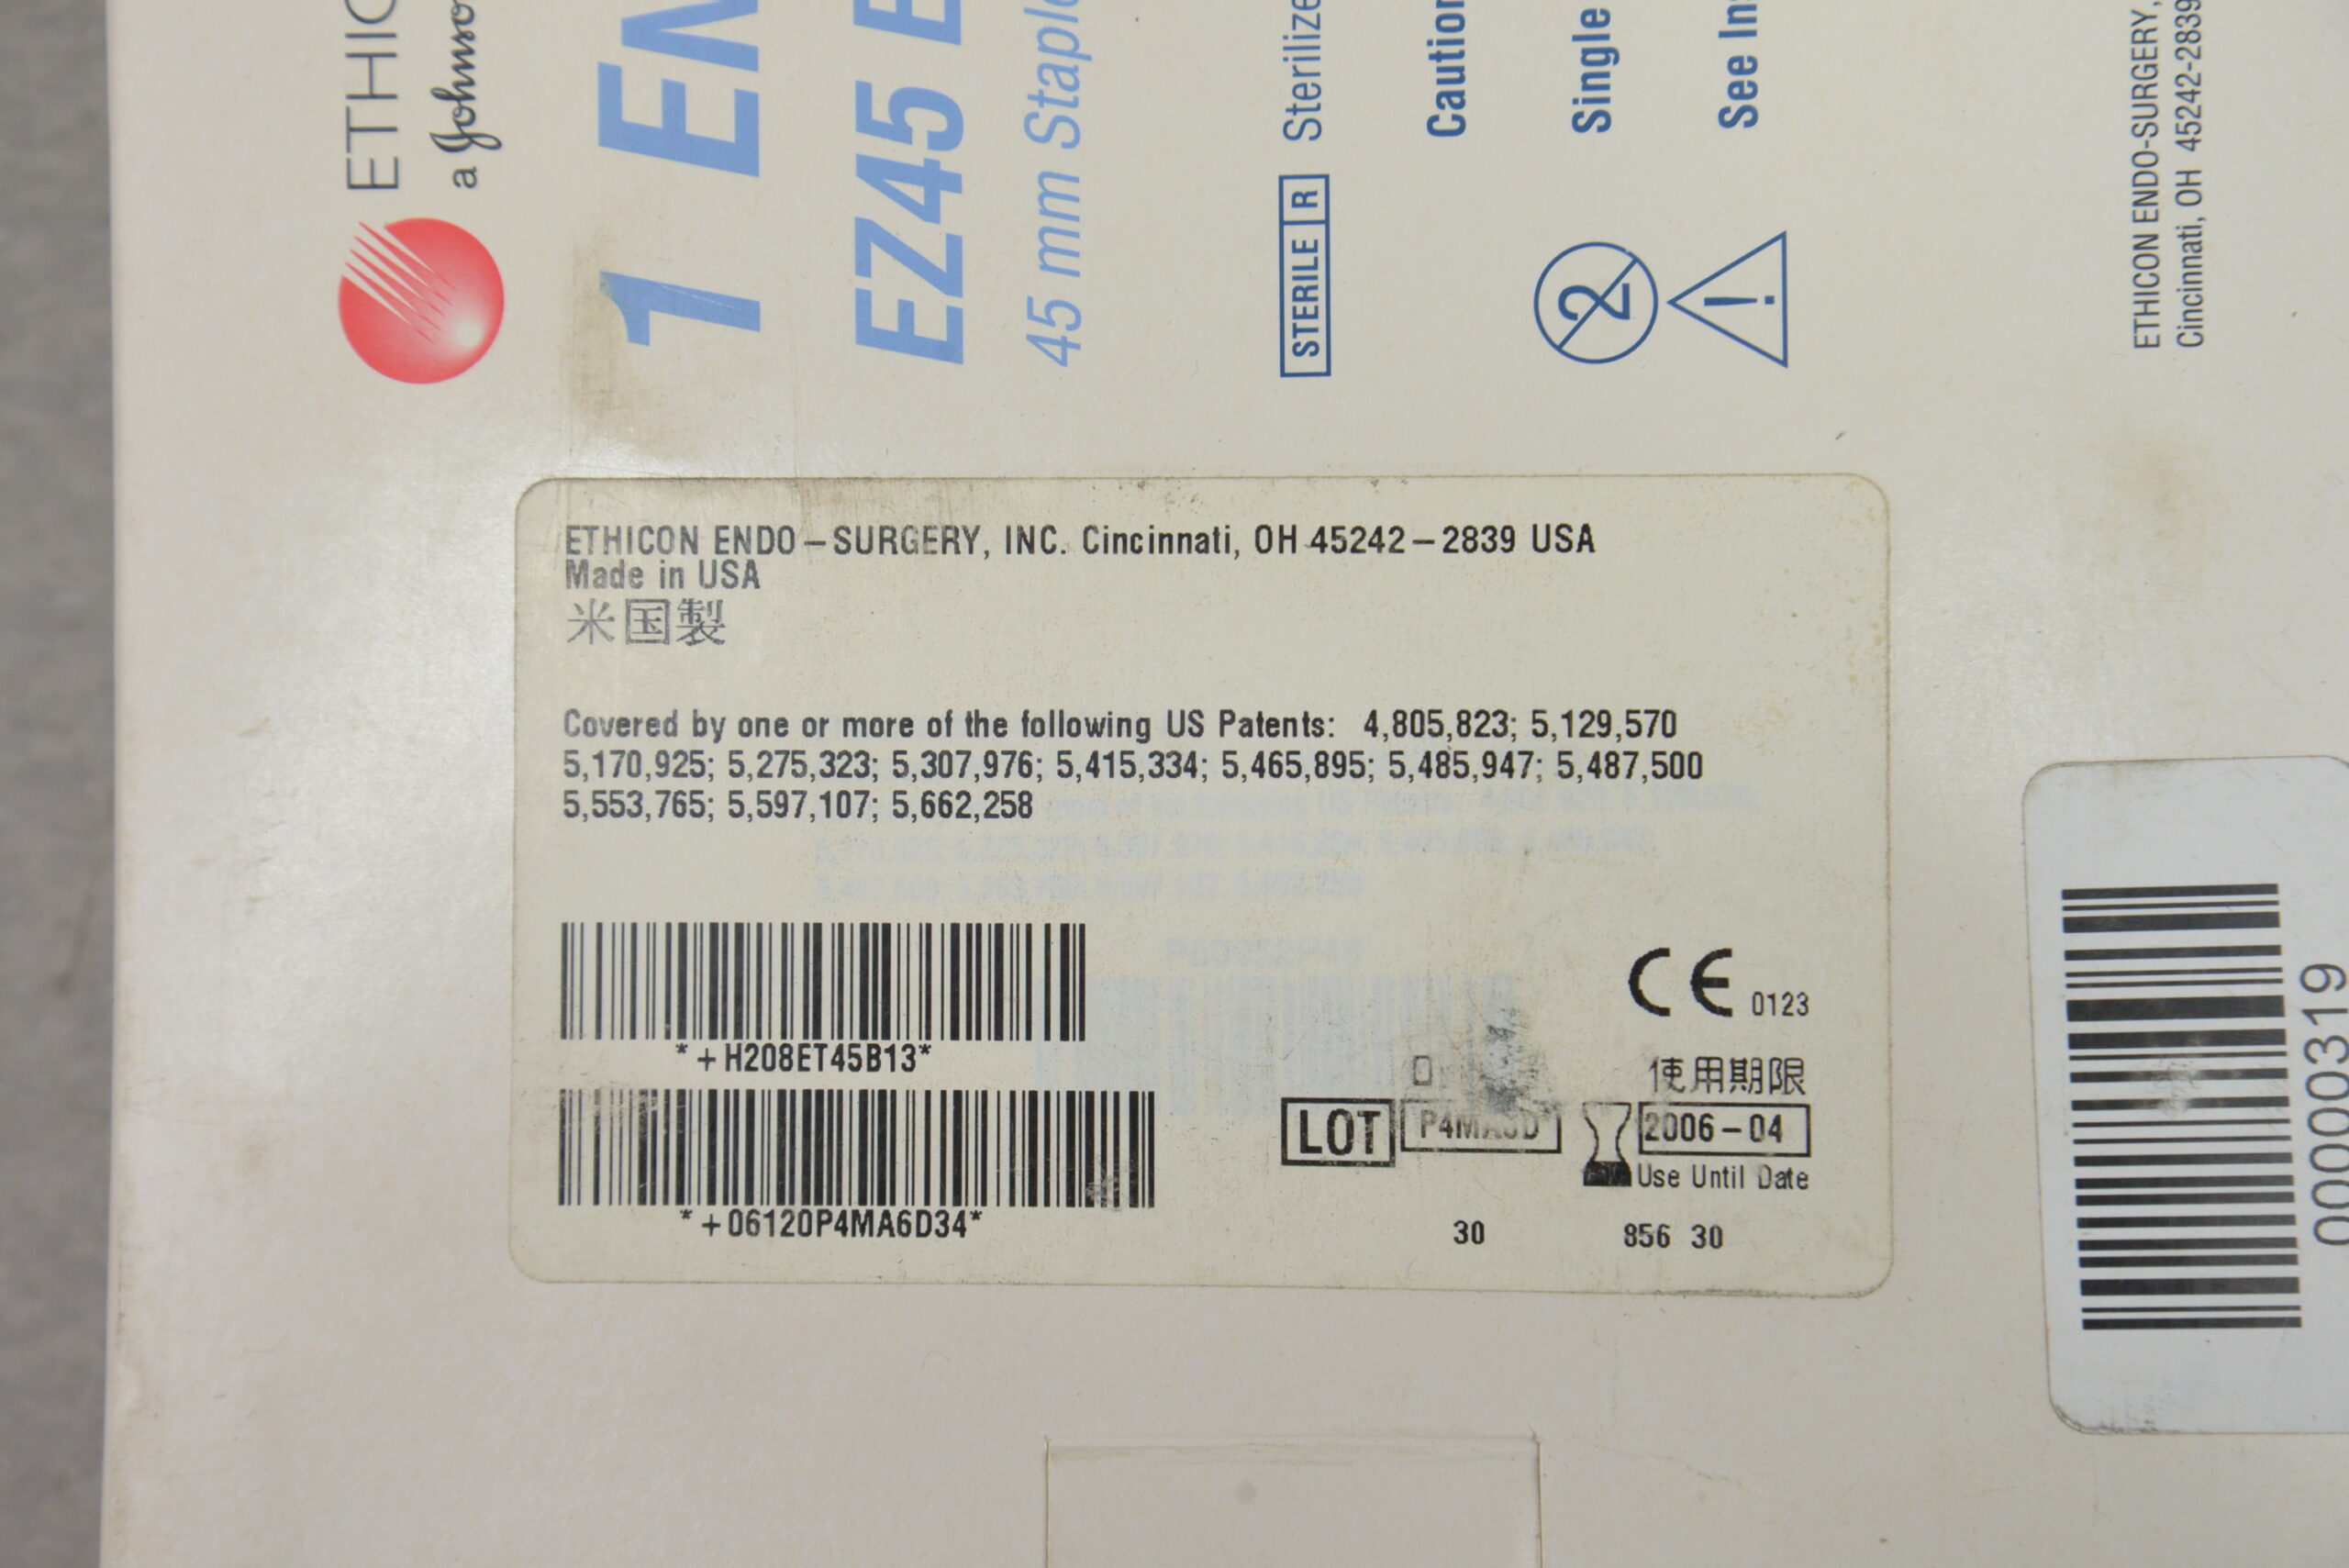 ETHIC
a Johnso
1 EN
EZ45 E
45 mm Staple
STERILE R Sterilize
Caution
2 Single
! See Ins
ETHICON ENDO-SURGERY,
Cincinnati, OH 45242-2839
ETHICON ENDO-SURGERY, INC. Cincinnati, OH 45242-2839 USA
Made in USA
米国製
Covered by one or more of the following US Patents: 4,805,823; 5,129,570
5,170,925; 5,275,323; 5,307,976; 5,415,334; 5,465,895; 5,485,947; 5,487,500
5,553,765; 5,597,107; 5,662,258
*+H208ET45B13*
CE 0123
使用期限
LOT 2006-04
Use Until Date
*+06120P4MA6D34*
30 856 30
0000319